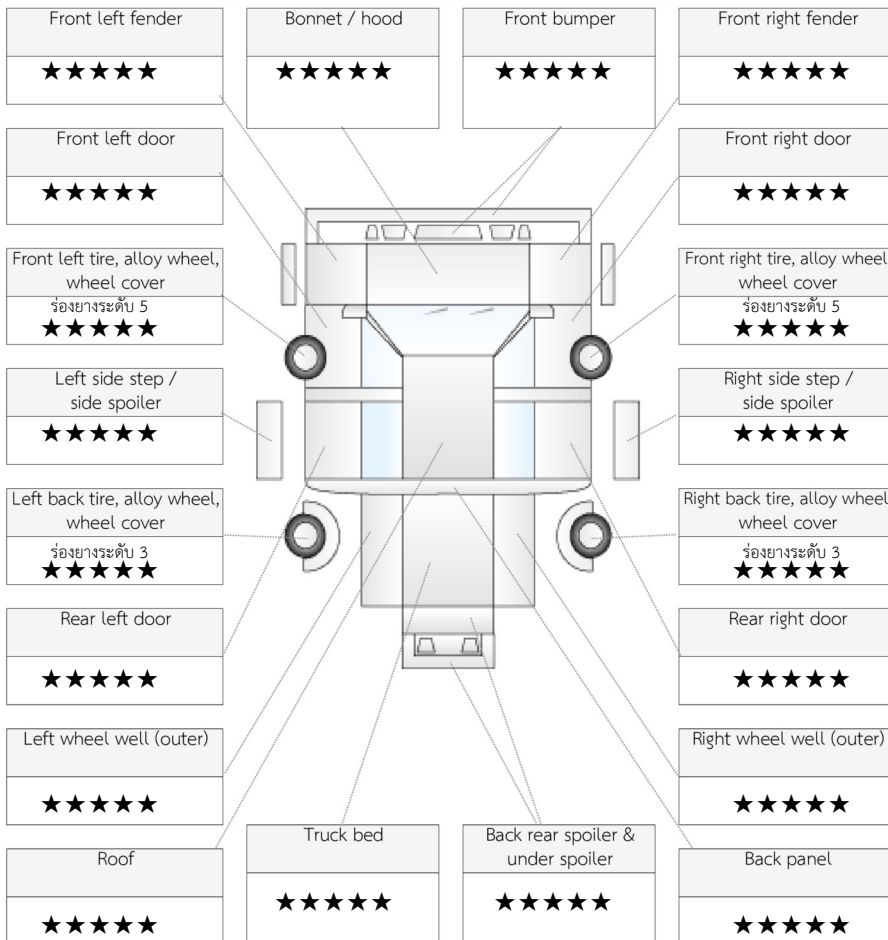 Front left fender
★★★★★
Bonnet / hood
★★★★★
Front bumper
★★★★★
Front right fender
★★★★★
Front left door
★★★★★
Front right door
★★★★★
Front left tire, alloy wheel,
wheel cover
ร่องยางระดับ 5
★★★★★
Front right tire, alloy wheel
wheel cover
ร่องยางระดับ 5
★★★★★
Left side step /
side spoiler
★★★★★
Right side step /
side spoiler
★★★★★
Left back tire, alloy wheel,
wheel cover
ร่องยางระดับ 3
★★★★★
Right back tire, alloy wheel
wheel cover
ร่องยางระดับ 3
★★★★★
Rear left door
★★★★★
Rear right door
★★★★★
Left wheel well (outer)
★★★★★
Right wheel well (outer)
★★★★★
Roof
★★★★★
Truck bed
★★★★★
Back rear spoiler &
under spoiler
★★★★★
Back panel
★★★★★